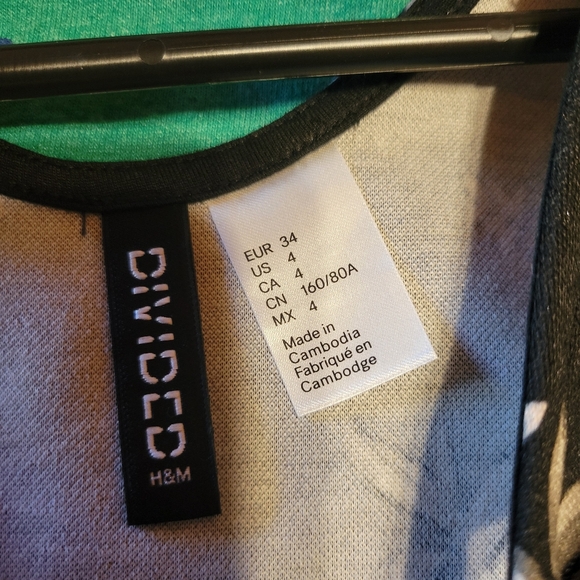 DIVIDED
H&M
EUR 34
US 4
CA 4
CN 160/80A
MX 4
Made in
Cambodia
Fabriqué en
Cambodge